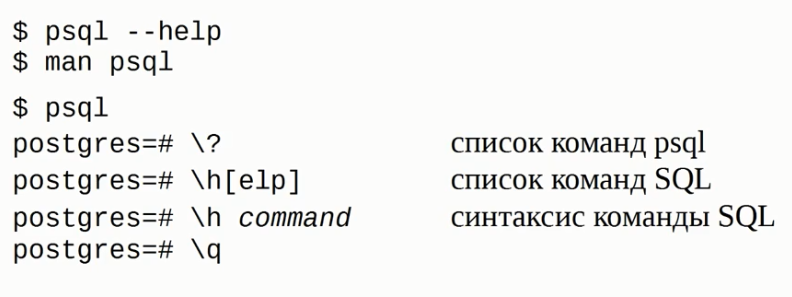 $ psql --help
$ man psql
$ psql
postgres=# \? список команд psql
postgres=# \h[elp] список команд SQL
postgres=# \h command синтаксис команды SQL
postgres=# \q